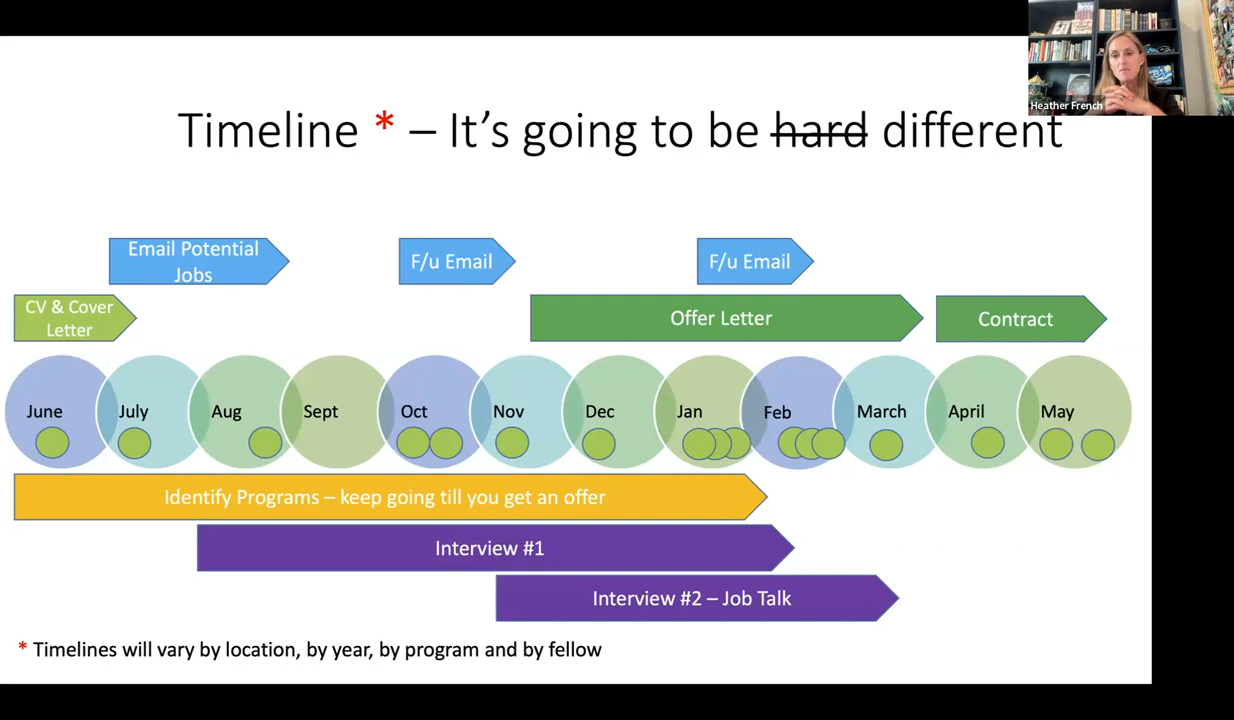 Heather French
Timeline * – It's going to be hard different
Email Potential
Jobs
F/u Email
F/u Email
CV & Cover
Letter
Offer Letter
Contract
June
July
Aug
Sept
Oct
Nov
Dec
Jan
Feb
March
April
May
Identify Programs – keep going till you get an offer
Interview #1
Interview #2 – Job Talk
* Timelines will vary by location, by year, by program and by fellow